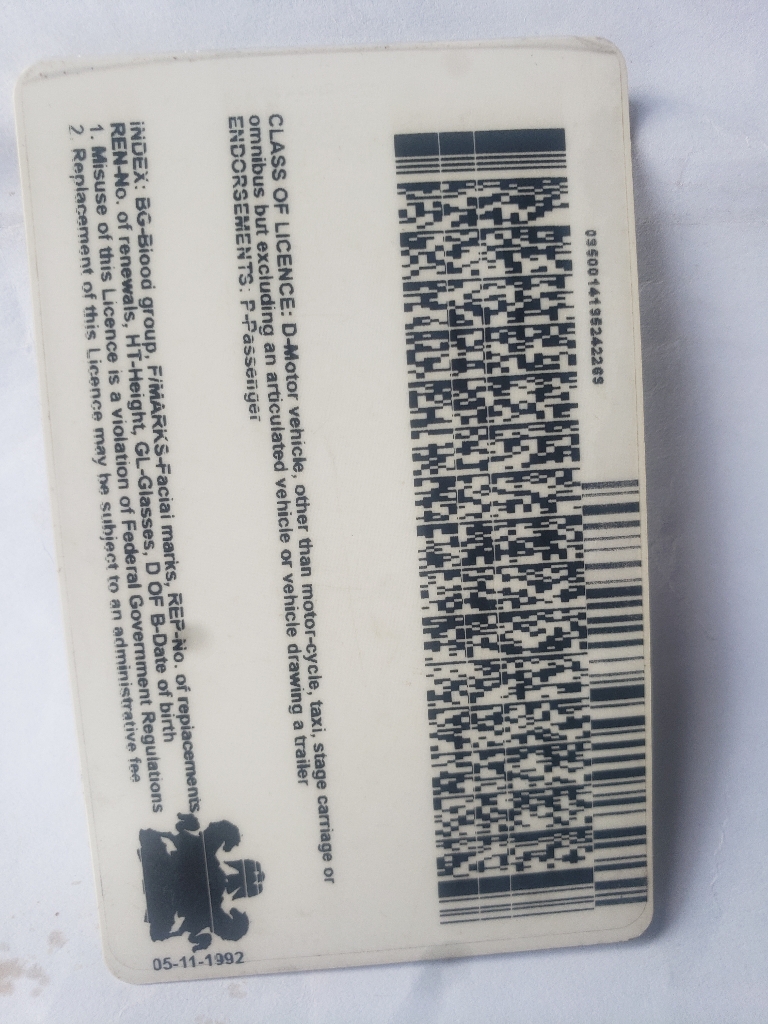 0350014195242269
CLASS OF LICENCE: D-Motor vehicle, other than motor-cycle, taxi, stage carriage or
omnibus but excluding an articulated vehicle or vehicle drawing a trailer
ENDORSEMENTS: P-Passenger
INDEX: BG-Blood group, F/MARKS-Facial marks, REP-No. of replacements
REN-No. of renewals, HT-Height, GL-Glasses, D OF B-Date of birth
1. Misuse of this Licence is a violation of Federal Government Regulations
2. Replacement of this Licence may be subject to an administrative fee
05-11-1992